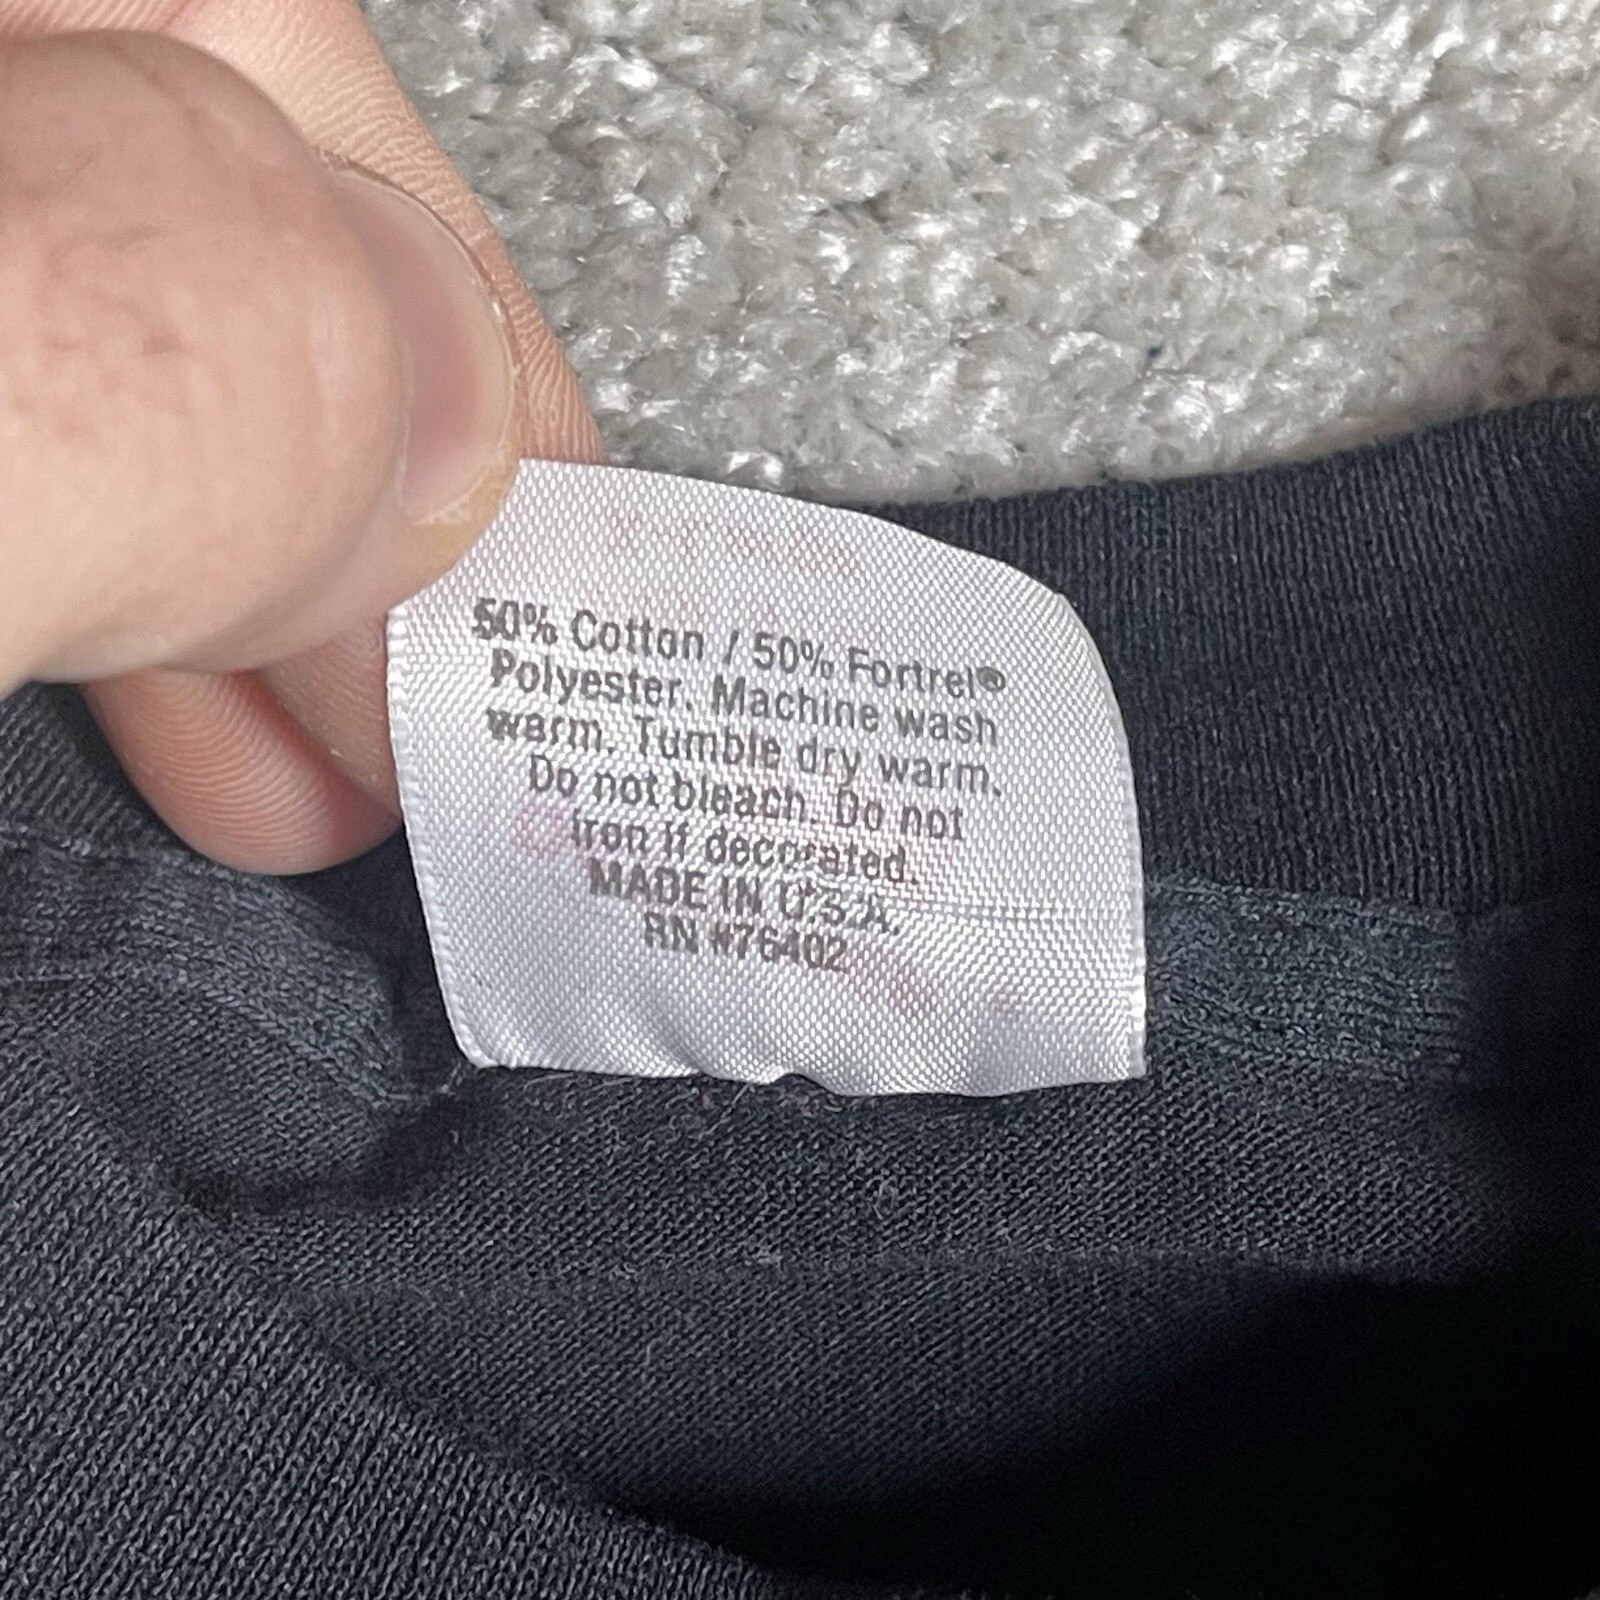 50% Cotton / 50% Fortrel®
Polyester. Machine wash
warm. Tumble dry warm.
Do not bleach. Do not
iron if decorated.
MADE IN U.S.A.
RN #76402